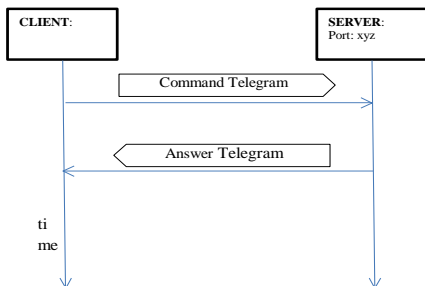 CLIENT:
SERVER:
Port: xyz
Command Telegram
Answer Telegram
ti
me